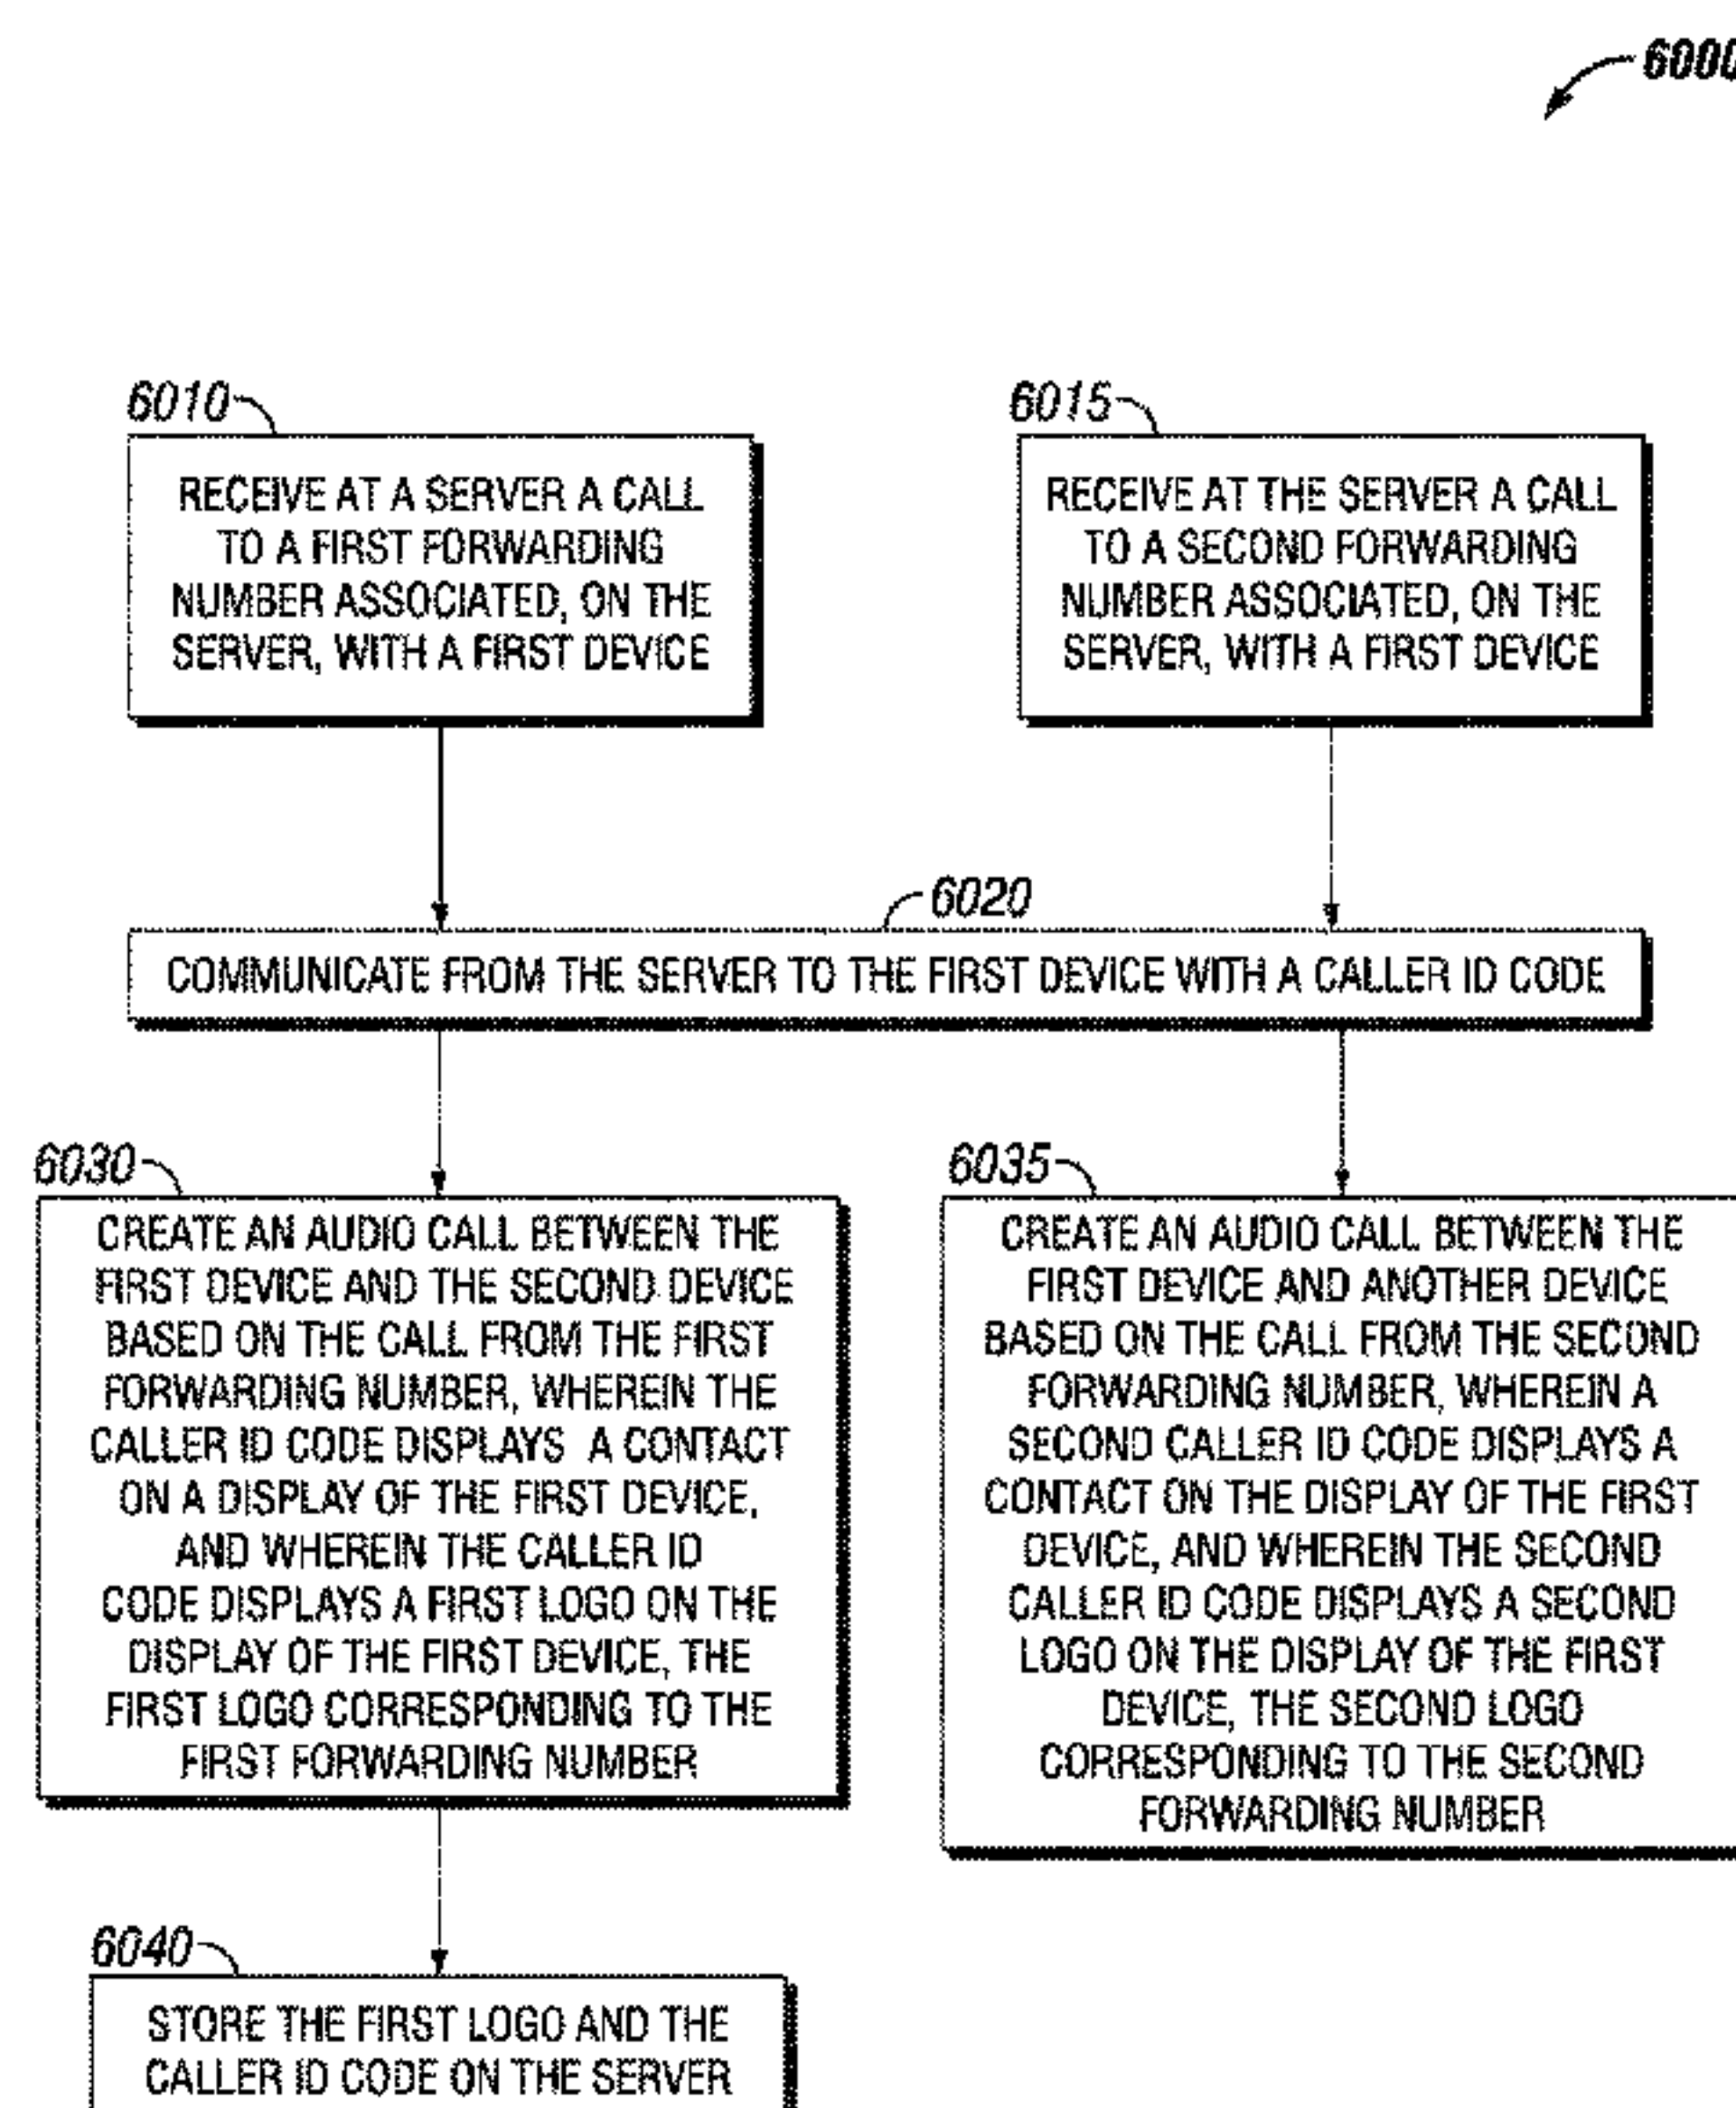 6000
6010
RECEIVE AT A SERVER A CALL
TO A FIRST FORWARDING
NUMBER ASSOCIATED, ON THE
SERVER, WITH A FIRST DEVICE
6015
RECEIVE AT THE SERVER A CALL
TO A SECOND FORWARDING
NUMBER ASSOCIATED, ON THE
SERVER, WITH A FIRST DEVICE
6020
COMMUNICATE FROM THE SERVER TO THE FIRST DEVICE WITH A CALLER ID CODE
6030
CREATE AN AUDIO CALL BETWEEN THE
FIRST DEVICE AND THE SECOND DEVICE
BASED ON THE CALL FROM THE FIRST
FORWARDING NUMBER, WHEREIN THE
CALLER ID CODE DISPLAYS A CONTACT
ON A DISPLAY OF THE FIRST DEVICE,
AND WHEREIN THE CALLER ID
CODE DISPLAYS A FIRST LOGO ON THE
DISPLAY OF THE FIRST DEVICE, THE
FIRST LOGO CORRESPONDING TO THE
FIRST FORWARDING NUMBER
6035
CREATE AN AUDIO CALL BETWEEN THE
FIRST DEVICE AND ANOTHER DEVICE
BASED ON THE CALL FROM THE SECOND
FORWARDING NUMBER, WHEREIN A
SECOND CALLER ID CODE DISPLAYS A
CONTACT ON THE DISPLAY OF THE FIRST
DEVICE, AND WHEREIN THE SECOND
CALLER ID CODE DISPLAYS A SECOND
LOGO ON THE DISPLAY OF THE FIRST
DEVICE, THE SECOND LOGO
CORRESPONDING TO THE SECOND
FORWARDING NUMBER
6040
STORE THE FIRST LOGO AND THE
CALLER ID CODE ON THE SERVER